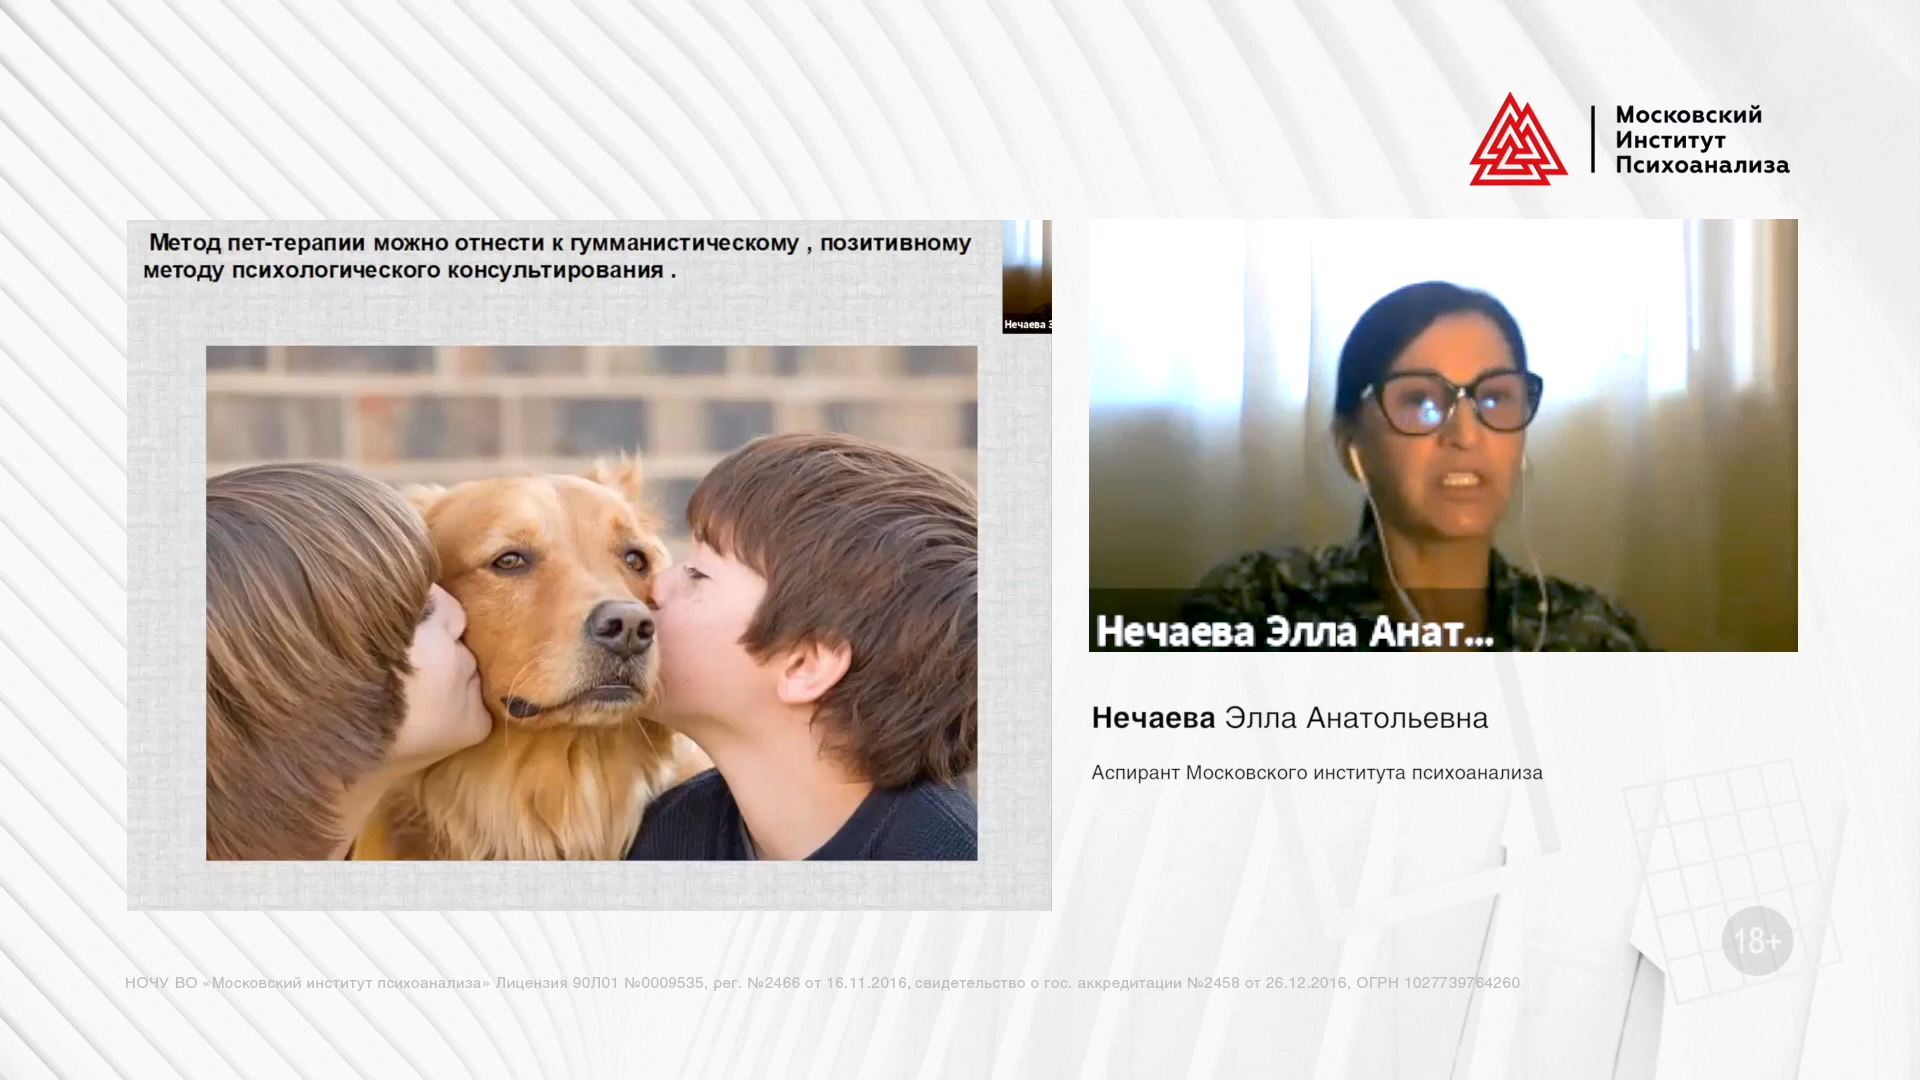 Московский
Институт
Психоанализа
Метод пет-терапии можно отнести к гумманистическому , позитивному
методу психологического консультирования .
Нечаева
Нечаева Элла Анат...
Нечаева Элла Анатольевна
Аспирант Московского института психоанализа
18+
НОЧУ ВО «Московский институт психоанализа» Лицензия 90Л01 №0009535, рег. №2466 от 16.11.2016, свидетельство о гос. аккредитации №2458 от 26.12.2016, ОГРН 1027739764260